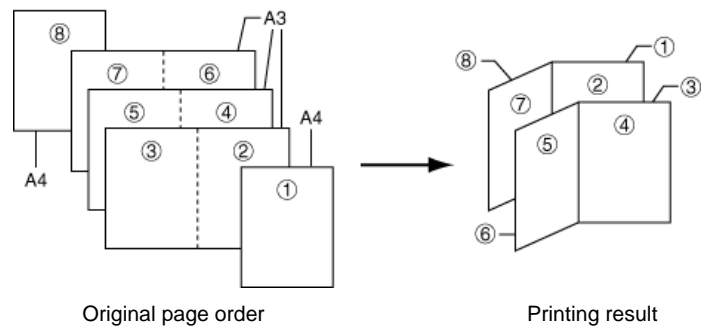 ⑧
A3
⑦ ⑥
⑤ ④
A4
③ ②
A4
①
Original page order
①
⑧
②
③
⑦
④
⑤
⑥
Printing result